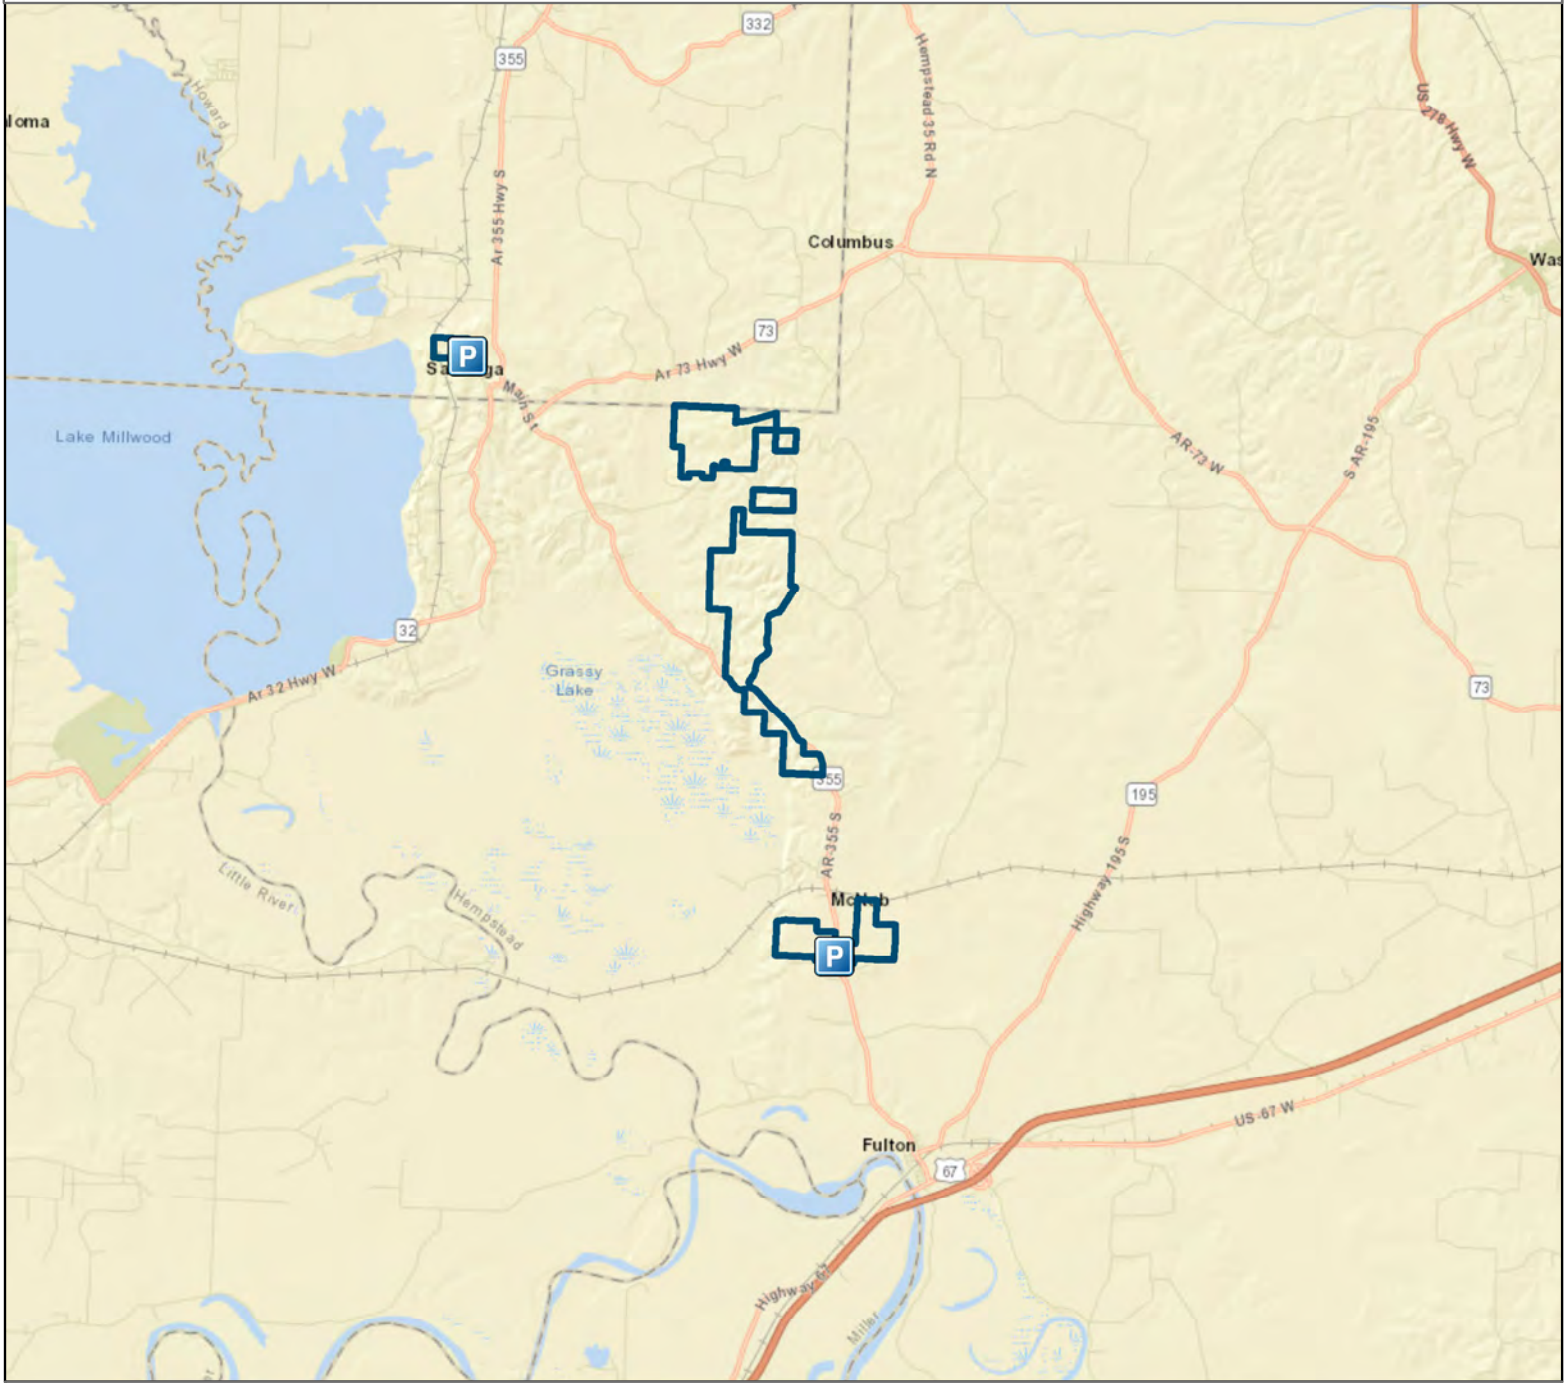 332
355
Howard
Hempstead 35 Rd N
US 278 Hwy W
loma
Ar 355 Hwy S
Columbus
Was
73
P
Ar 73 Hwy W
Main St
Lake Millwood
AR-73 W
S AR-195
32
Grassy
Lake
Ar 32 Hwy W
73
355
195
AR-355 S
Little River
Hempstead
McNab
Highway 195 S
P
US-67 W
Fulton
67
Highway 67
Miller